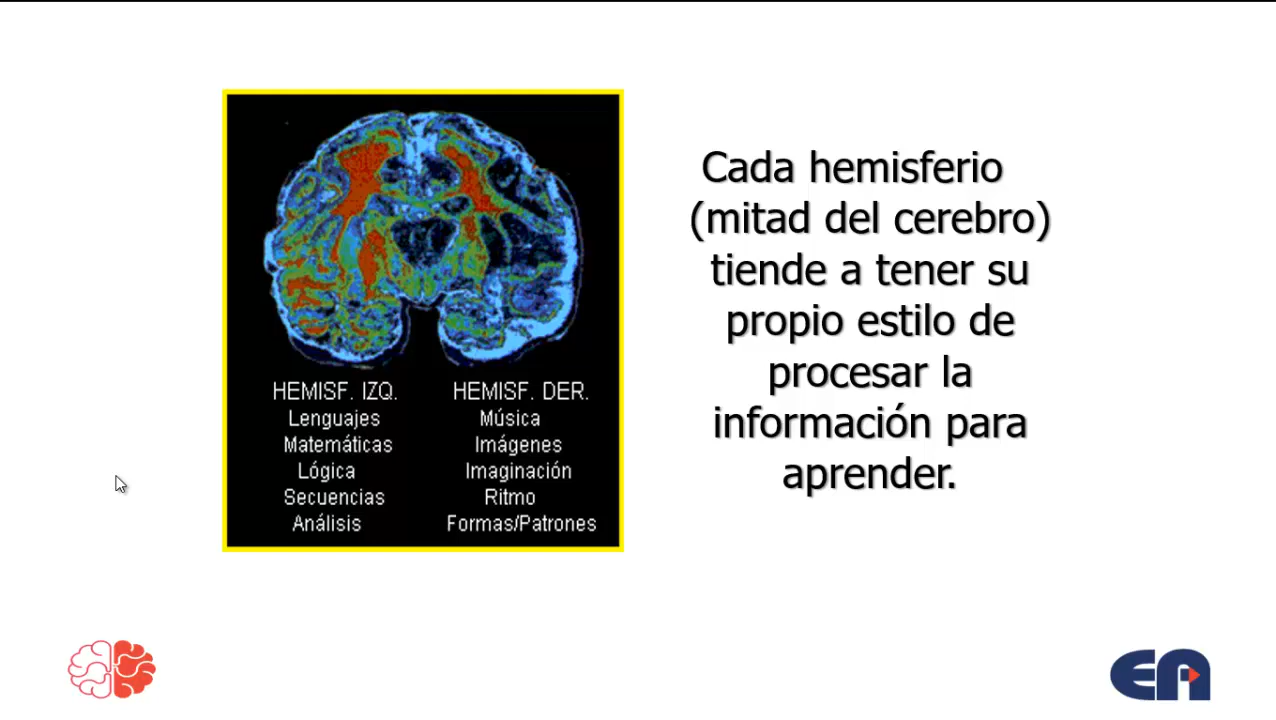 HEMISF. IZQ. HEMISF. DER.
Lenguajes Música
Matemáticas Imágenes
Lógica Imaginación
Secuencias Ritmo
Análisis Formas/Patrones
Cada hemisferio
(mitad del cerebro)
tiende a tener su
propio estilo de
procesar la
información para
aprender.
EA